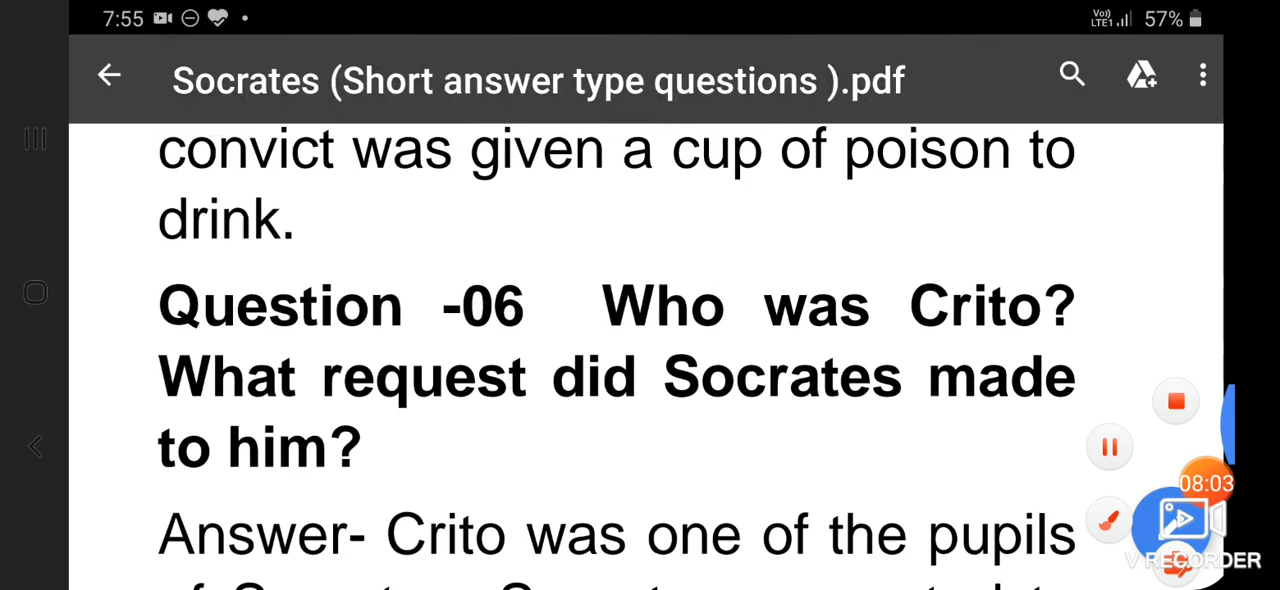 7:55 Vo)) LTE1 57%
Socrates (Short answer type questions ).pdf
convict was given a cup of poison to
drink.
Question -06 Who was Crito?
What request did Socrates made
to him?
08:03
Answer- Crito was one of the pupils
V RECORDER